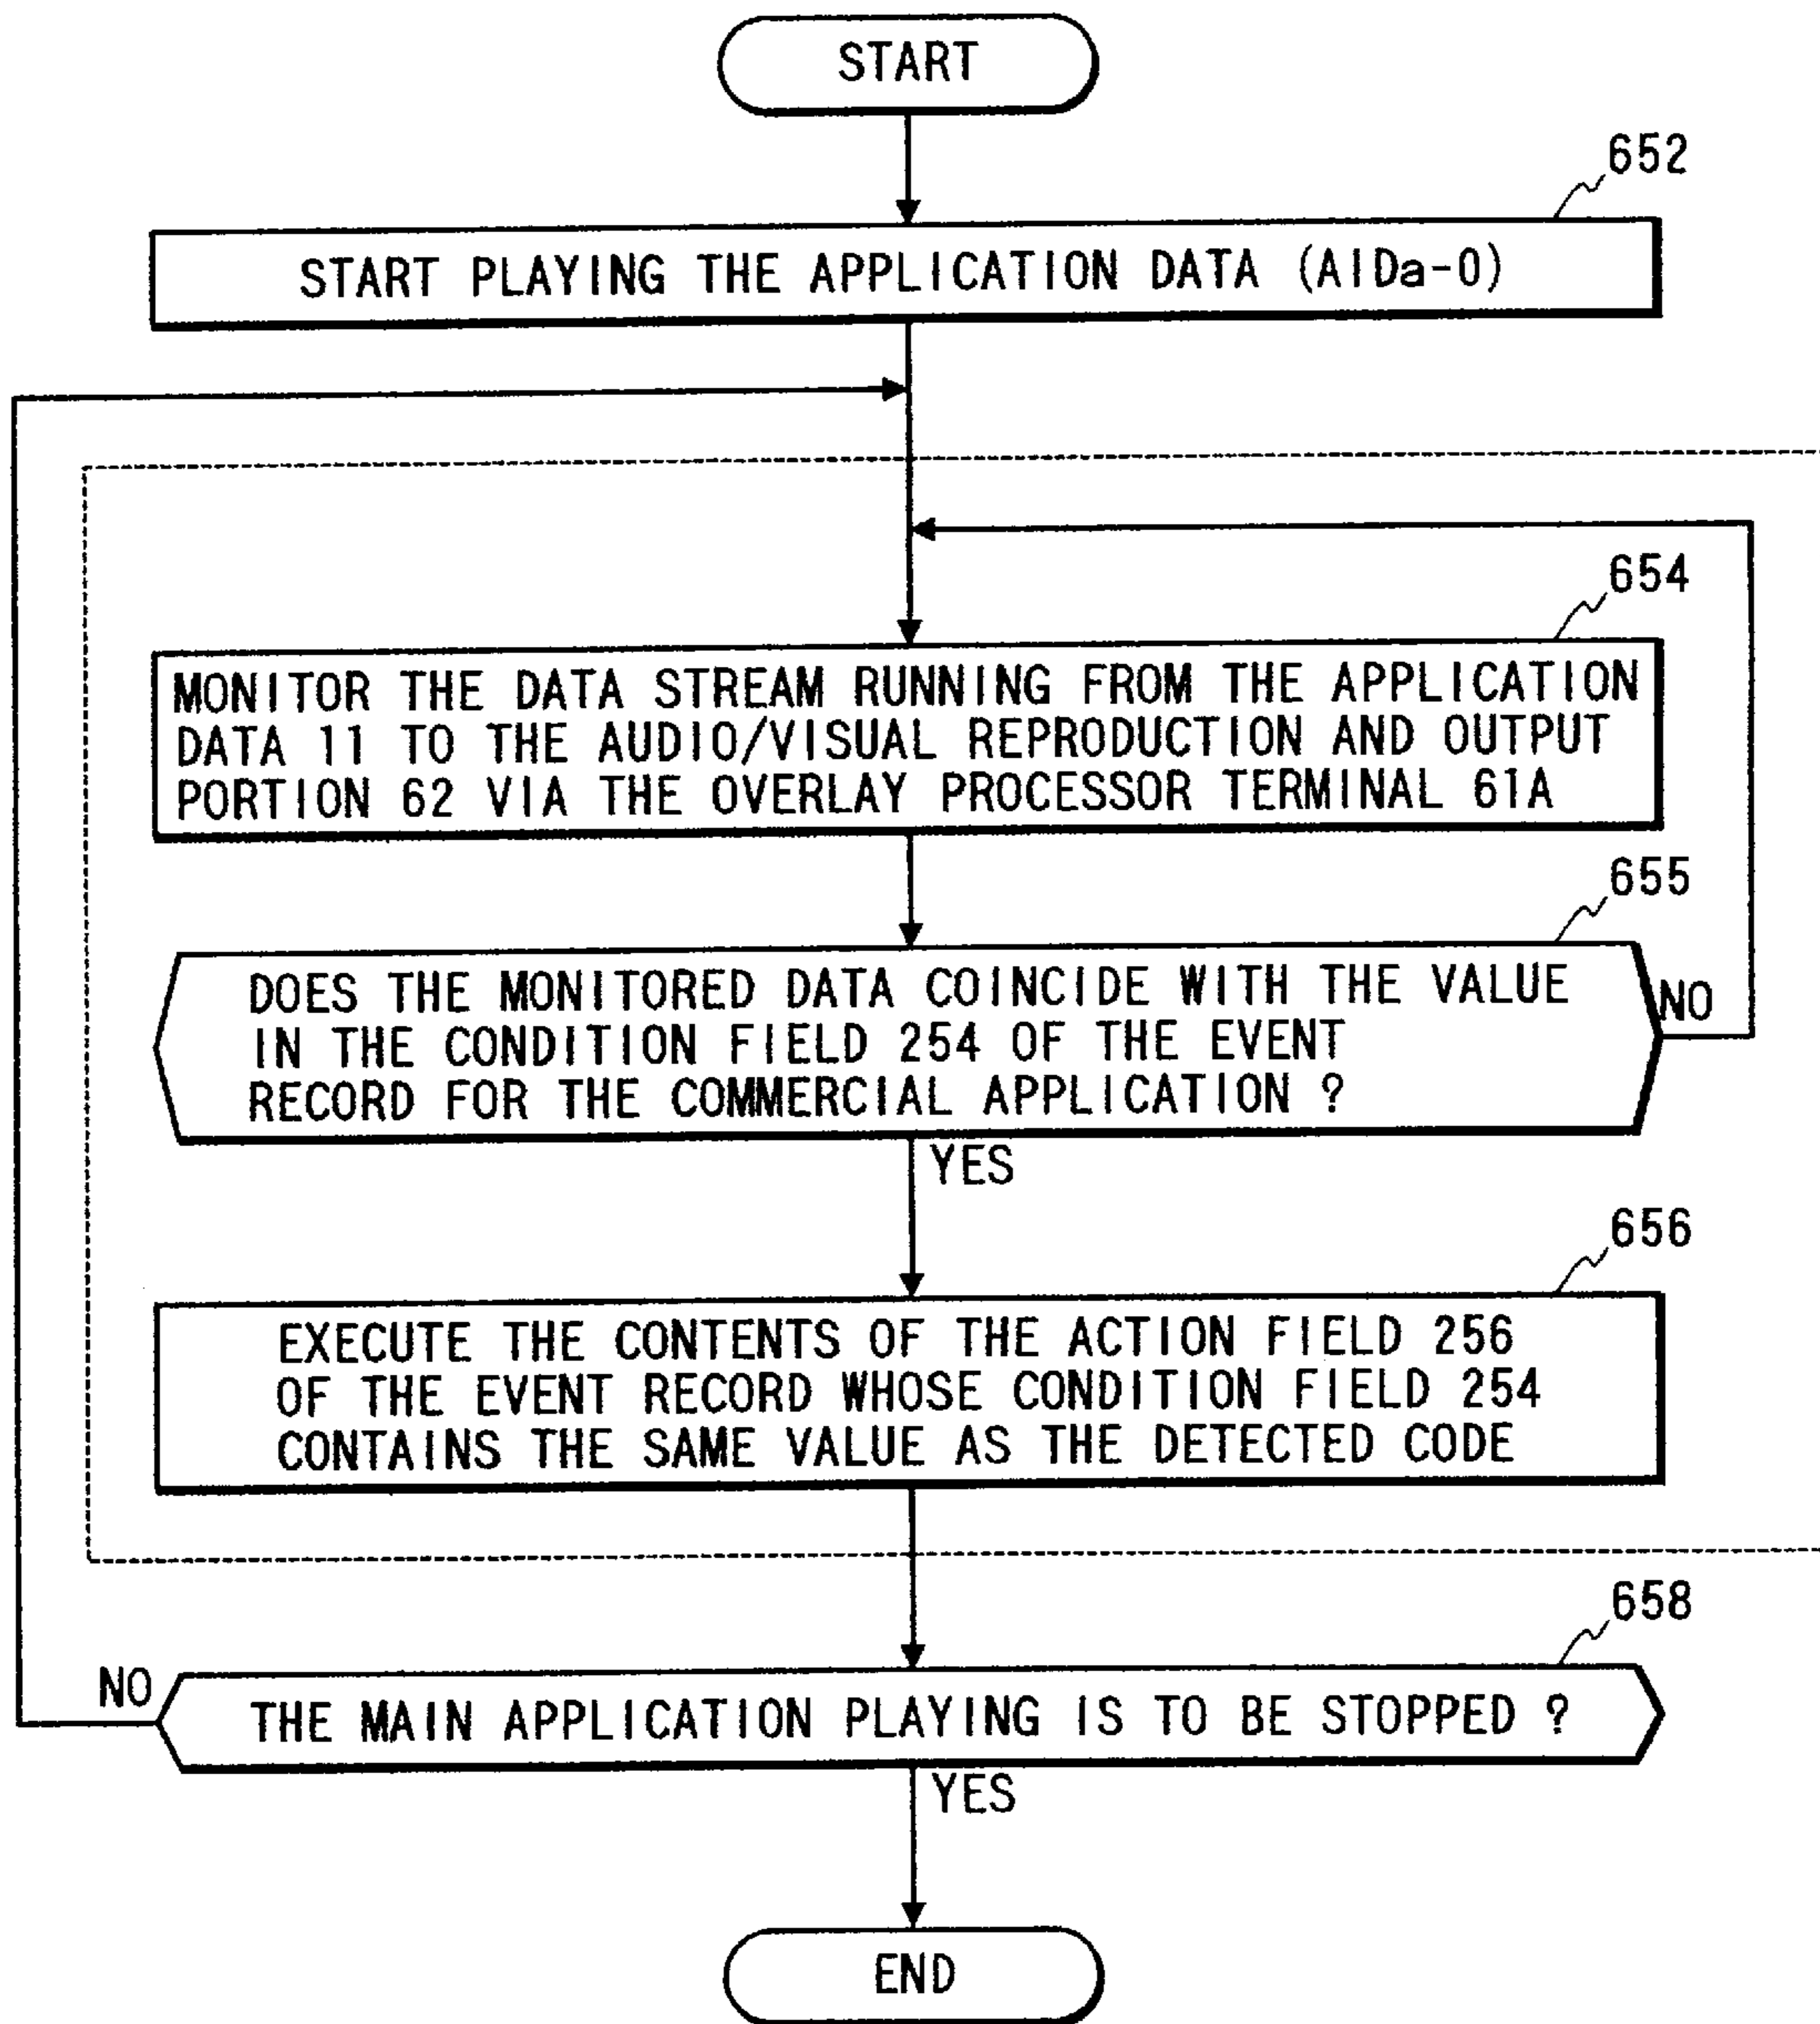 START
652
START PLAYING THE APPLICATION DATA (AIDa-0)
654
MONITOR THE DATA STREAM RUNNING FROM THE APPLICATION
DATA 11 TO THE AUDIO/VISUAL REPRODUCTION AND OUTPUT
PORTION 62 VIA THE OVERLAY PROCESSOR TERMINAL 61A
655
DOES THE MONITORED DATA COINCIDE WITH THE VALUE
IN THE CONDITION FIELD 254 OF THE EVENT
RECORD FOR THE COMMERCIAL APPLICATION ?
NO
YES
656
EXECUTE THE CONTENTS OF THE ACTION FIELD 256
OF THE EVENT RECORD WHOSE CONDITION FIELD 254
CONTAINS THE SAME VALUE AS THE DETECTED CODE
658
NO
THE MAIN APPLICATION PLAYING IS TO BE STOPPED ?
YES
END